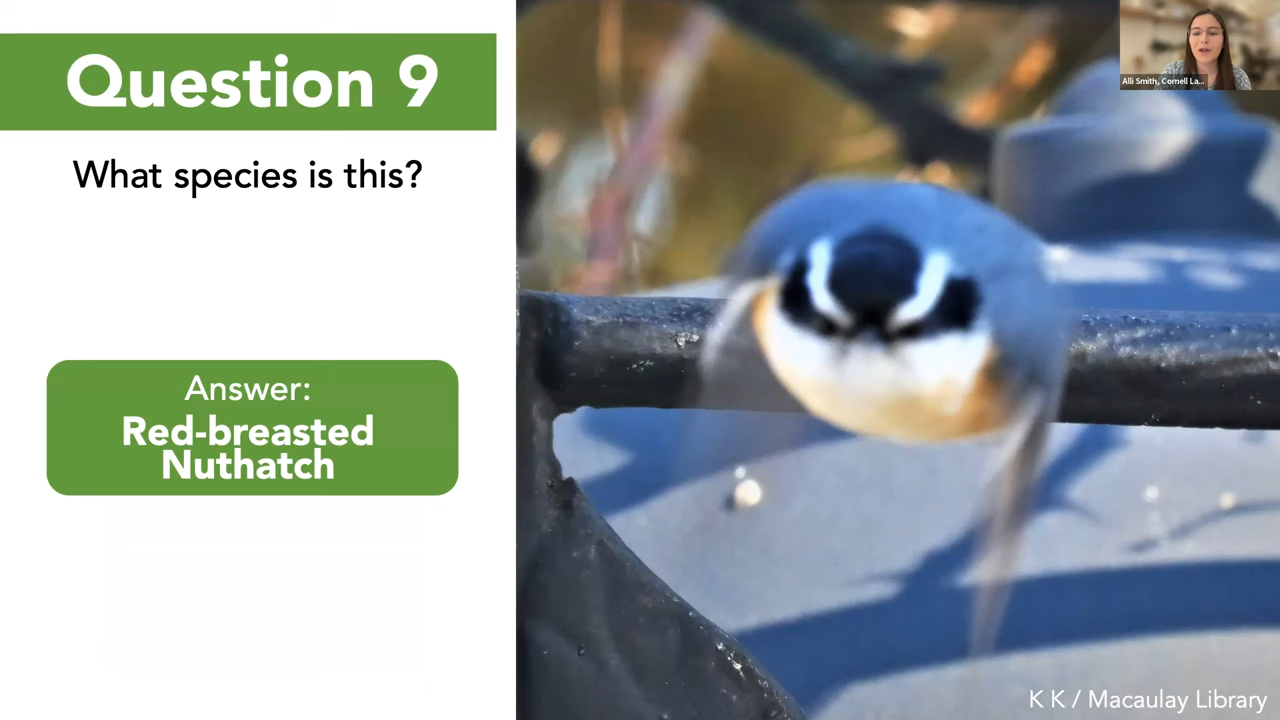 Question 9
What species is this?
Answer:
Red-breasted
Nuthatch
Alli Smith, Cornell La...
K K / Macaulay Library